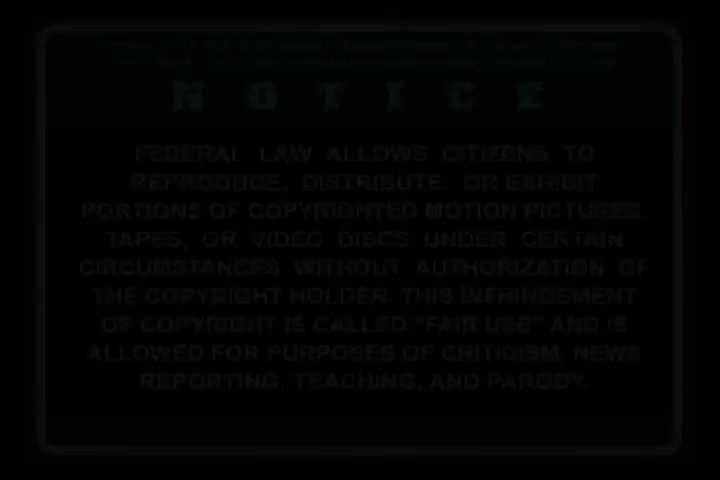 N O T I C E
FEDERAL LAW ALLOWS CITIZENS TO
REPRODUCE, DISTRIBUTE, OR EXHIBIT
PORTIONS OF COPYRIGHTED MOTION PICTURES,
TAPES, OR VIDEO DISCS UNDER CERTAIN
CIRCUMSTANCES WITHOUT AUTHORIZATION OF
THE COPYRIGHT HOLDER. THIS INFRINGEMENT
OF COPYRIGHT IS CALLED "FAIR USE" AND IS
ALLOWED FOR PURPOSES OF CRITICISM, NEWS
REPORTING, TEACHING, AND PARODY.